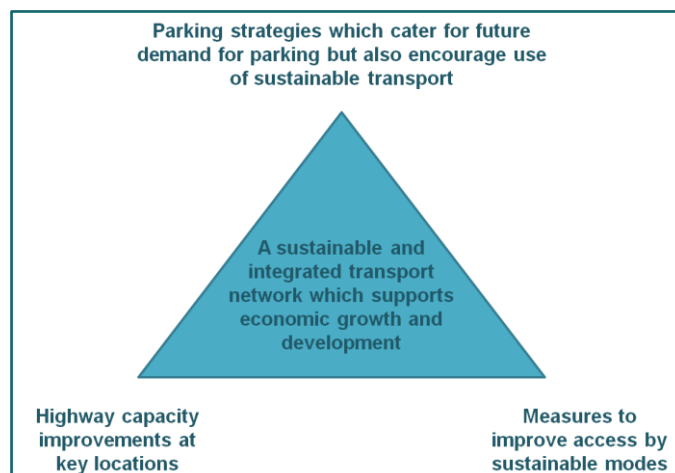 Parking strategies which cater for future
demand for parking but also encourage use
of sustainable transport
A sustainable and
integrated transport
network which supports
economic growth and
development
Highway capacity
improvements at
key locations
Measures to
improve access by
sustainable modes